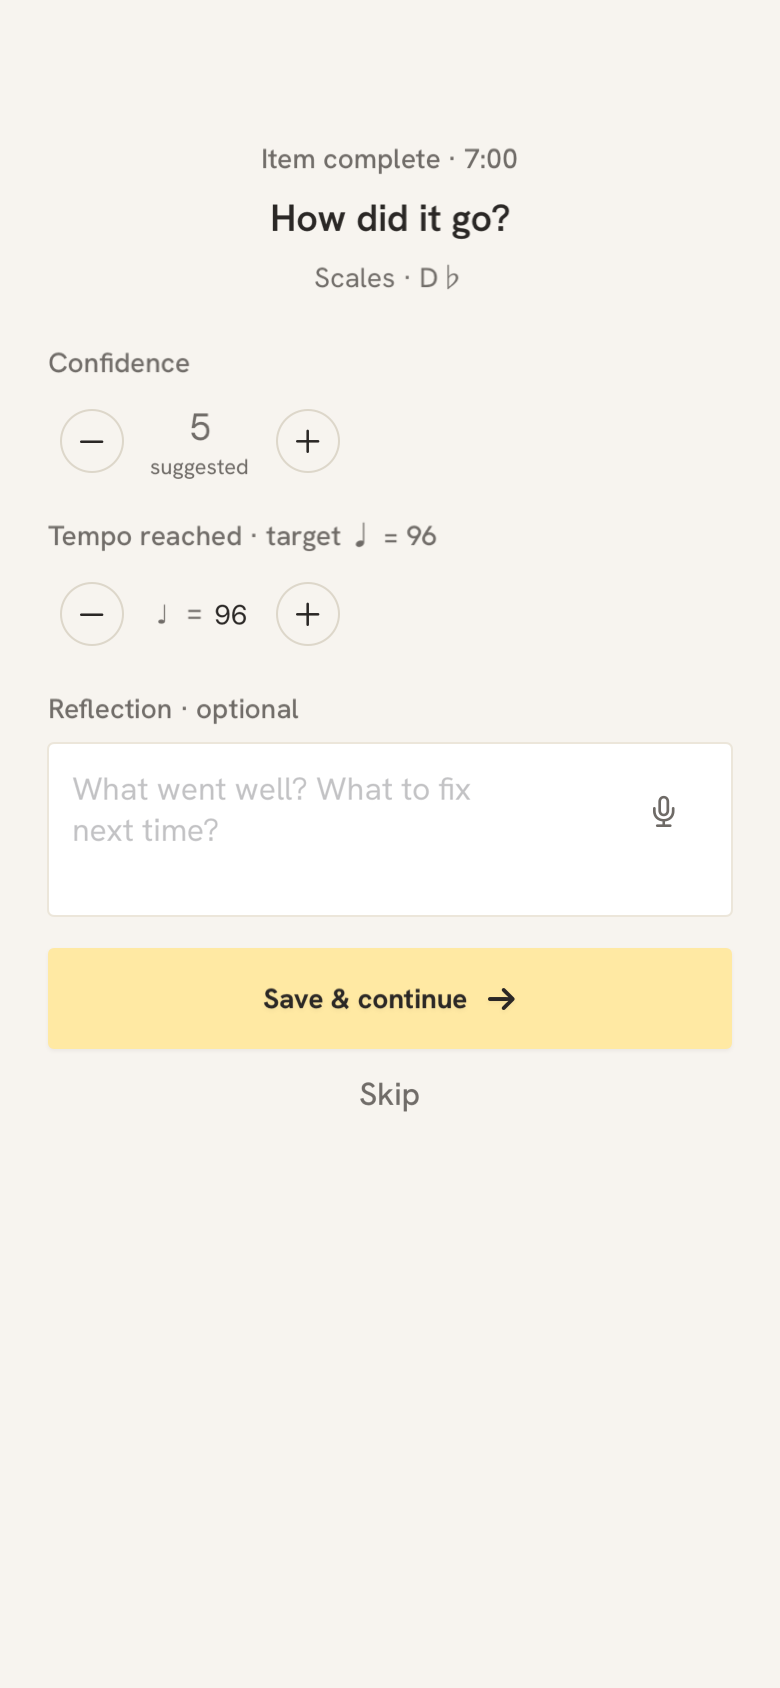 Item complete · 7:00
How did it go?
Scales · D♭
Confidence
5
suggested
Tempo reached · target ♩ = 96
♩ = 96
Reflection · optional
What went well? What to fix
next time?
Save & continue →
Skip